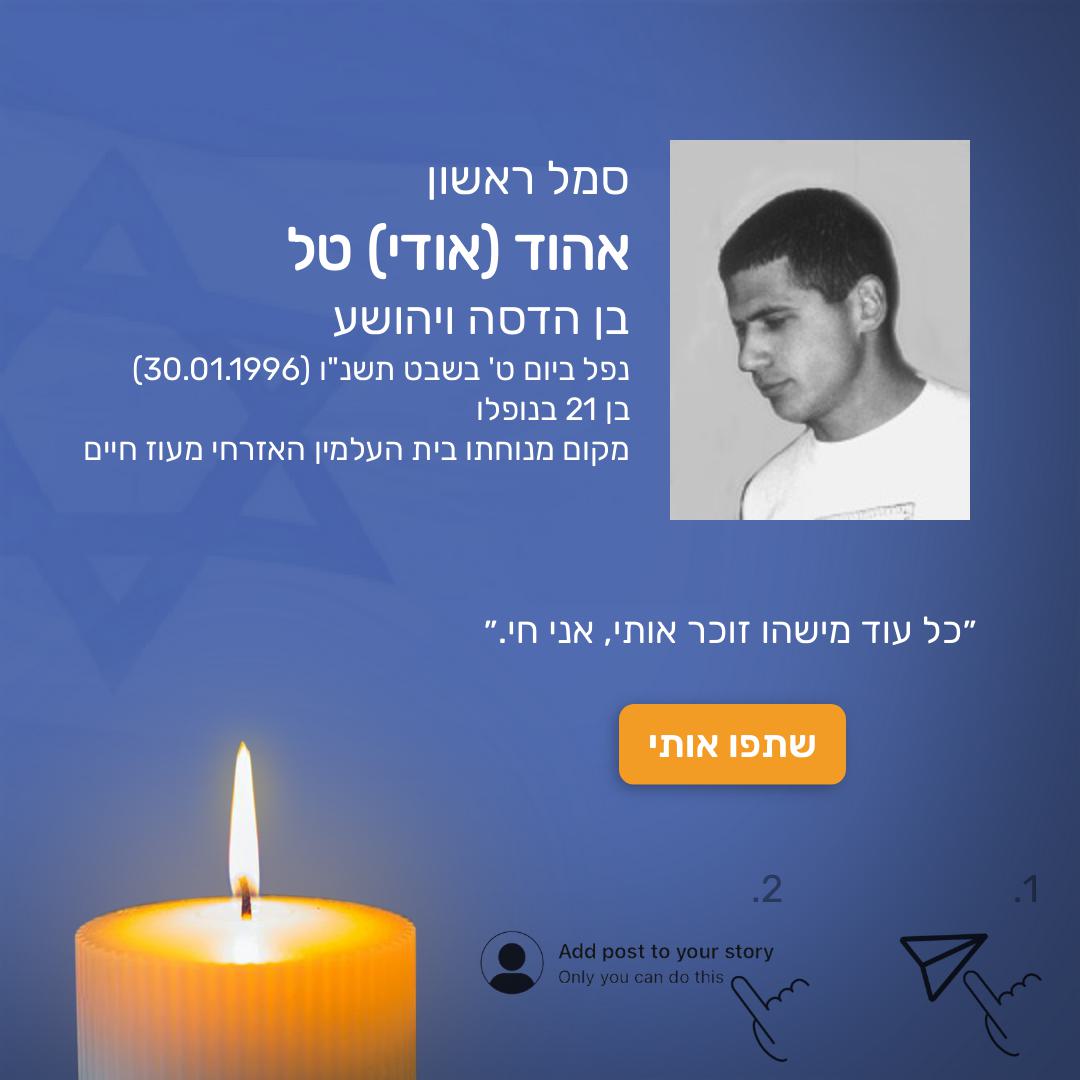 סמל ראשון
אהוד (אודי) טל
בן הדסה ויהושע
נפל ביום ט' בשבט תשנ"ו (30.01.1996)
בן 21 בנופלו
מקום מנוחתו בית העלמין האזרחי מעוז חיים
״כל עוד מישהו זוכר אותי, אני חי.״
שתפו אותי
.1
.2
Add post to your story
Only you can do this